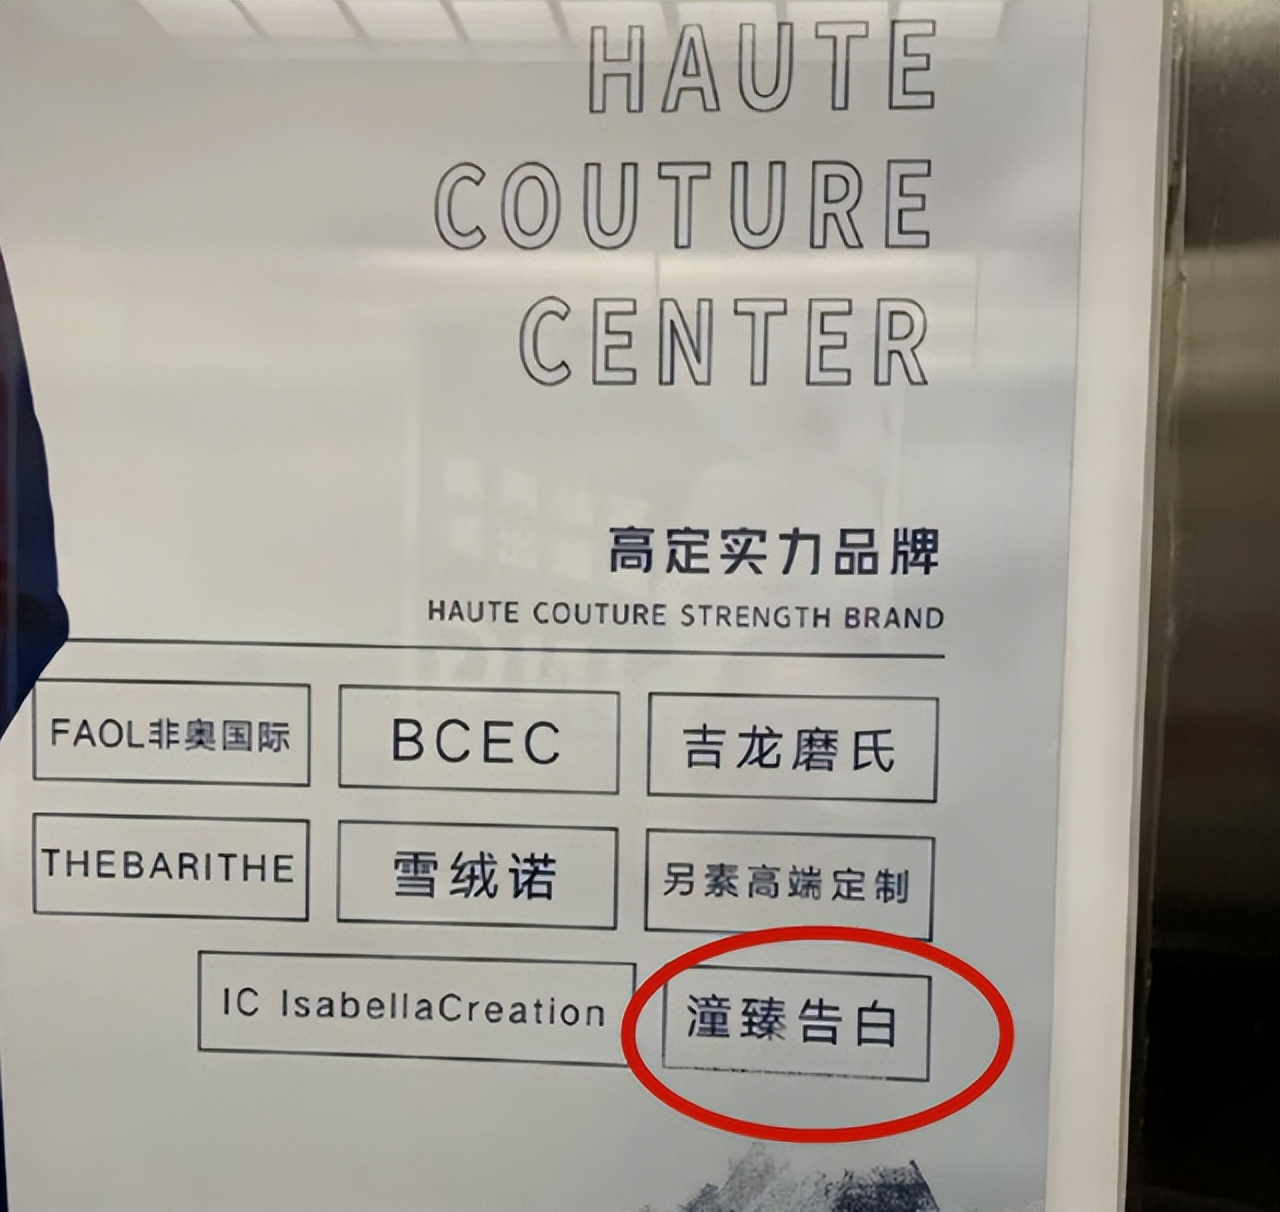 HAUTE
COUTURE
CENTER
高定实力品牌
HAUTE COUTURE STRENGTH BRAND
FAOL非奥国际
BCEC
吉龙磨氏
THEBARITHE
雪绒诺
另素高端定制
IC IsabellaCreation
潼臻告白